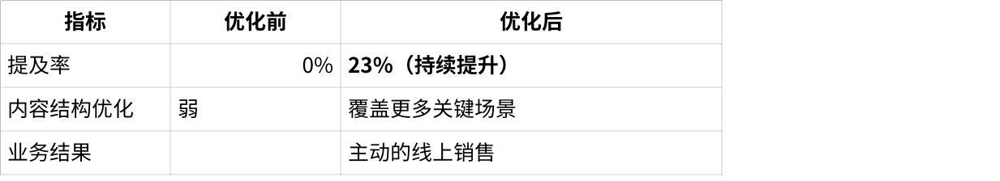 指标 优化前 优化后
提及率 0% 23%（持续提升）
内容结构优化 弱 覆盖更多关键场景
业务结果 主动的线上销售